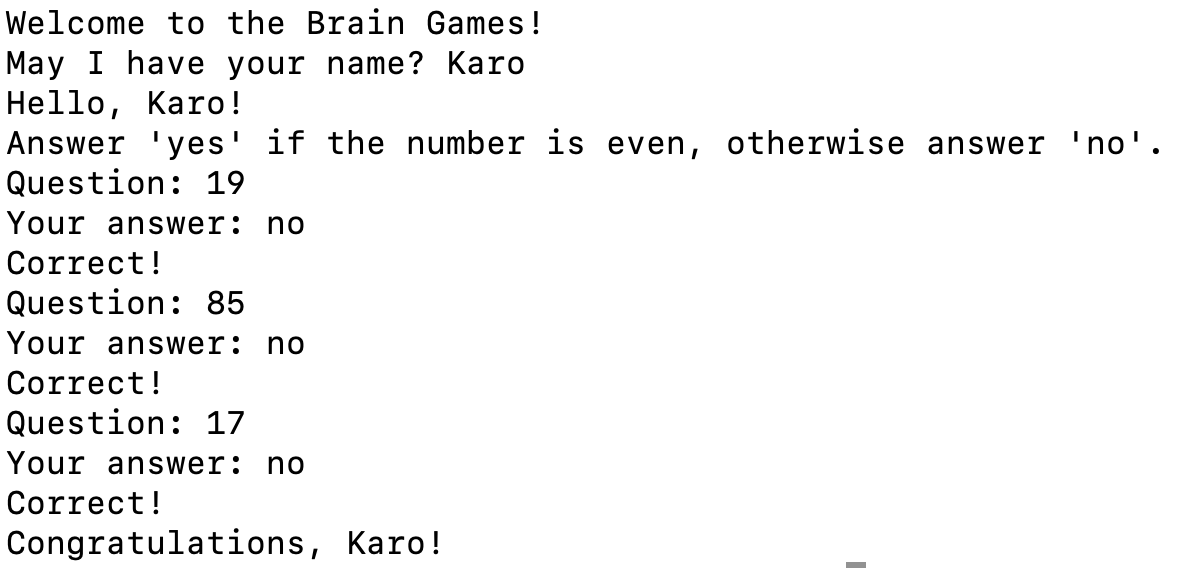 Welcome to the Brain Games!
May I have your name? Karo
Hello, Karo!
Answer 'yes' if the number is even, otherwise answer 'no'.
Question: 19
Your answer: no
Correct!
Question: 85
Your answer: no
Correct!
Question: 17
Your answer: no
Correct!
Congratulations, Karo!